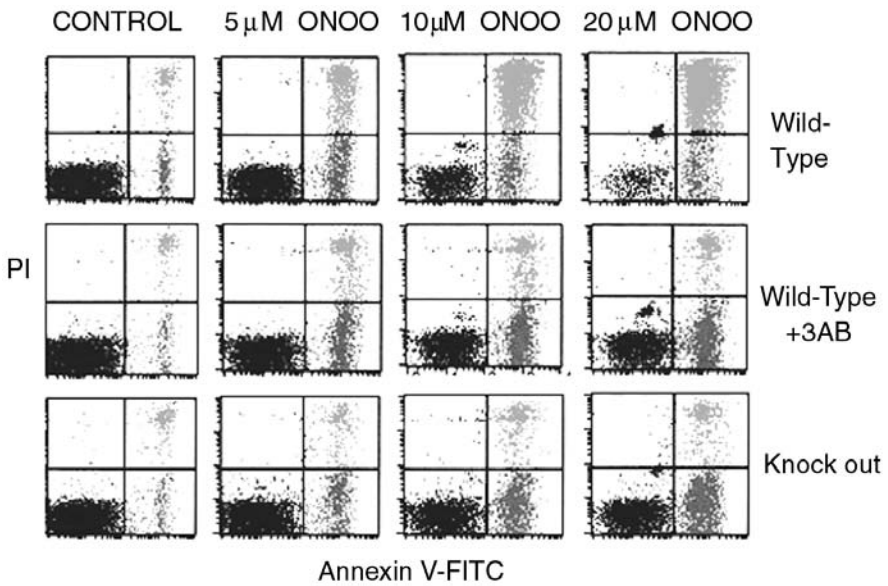 CONTROL 5 µM ONOO 10µM ONOO 20 µM ONOO
Wild-
Type
PI
Wild-Type
+3AB
Knock out
Annexin V-FITC